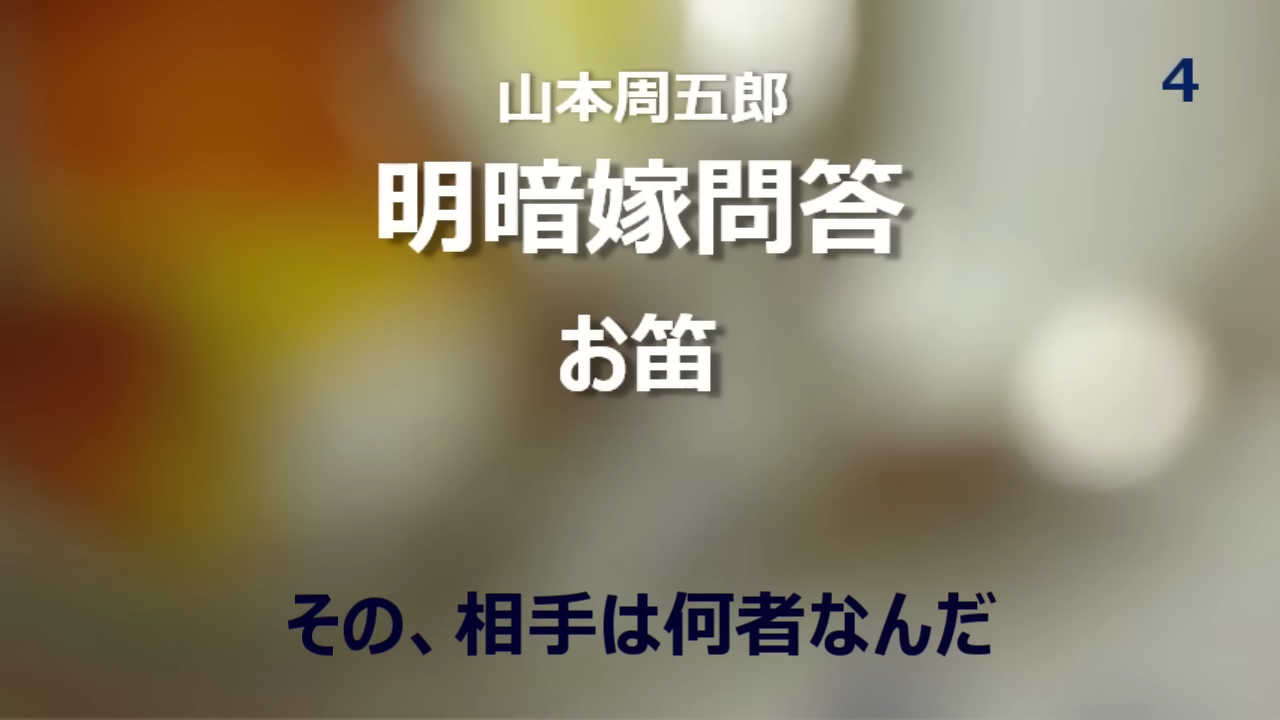 山本周五郎
4
明暗嫁問答
お笛
その、相手は何者なんだ